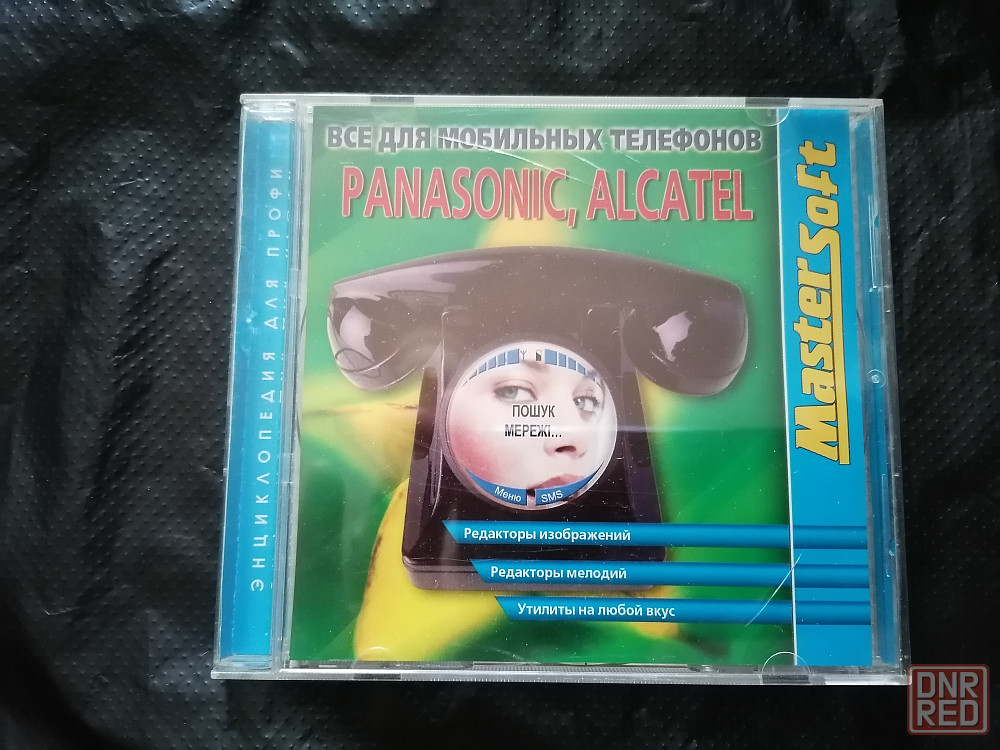 ВСЕ ДЛЯ МОБИЛЬНЫХ ТЕЛЕФОНОВ
PANASONIC, ALCATEL
ЭНЦИКЛОПЕДИЯ ДЛЯ ПРОФИ
MasterSoft
ПОШУК
МЕРЕЖІ...
Меню SMS
Редакторы изображений
Редакторы мелодий
Утилиты на любой вкус
DNR
RED